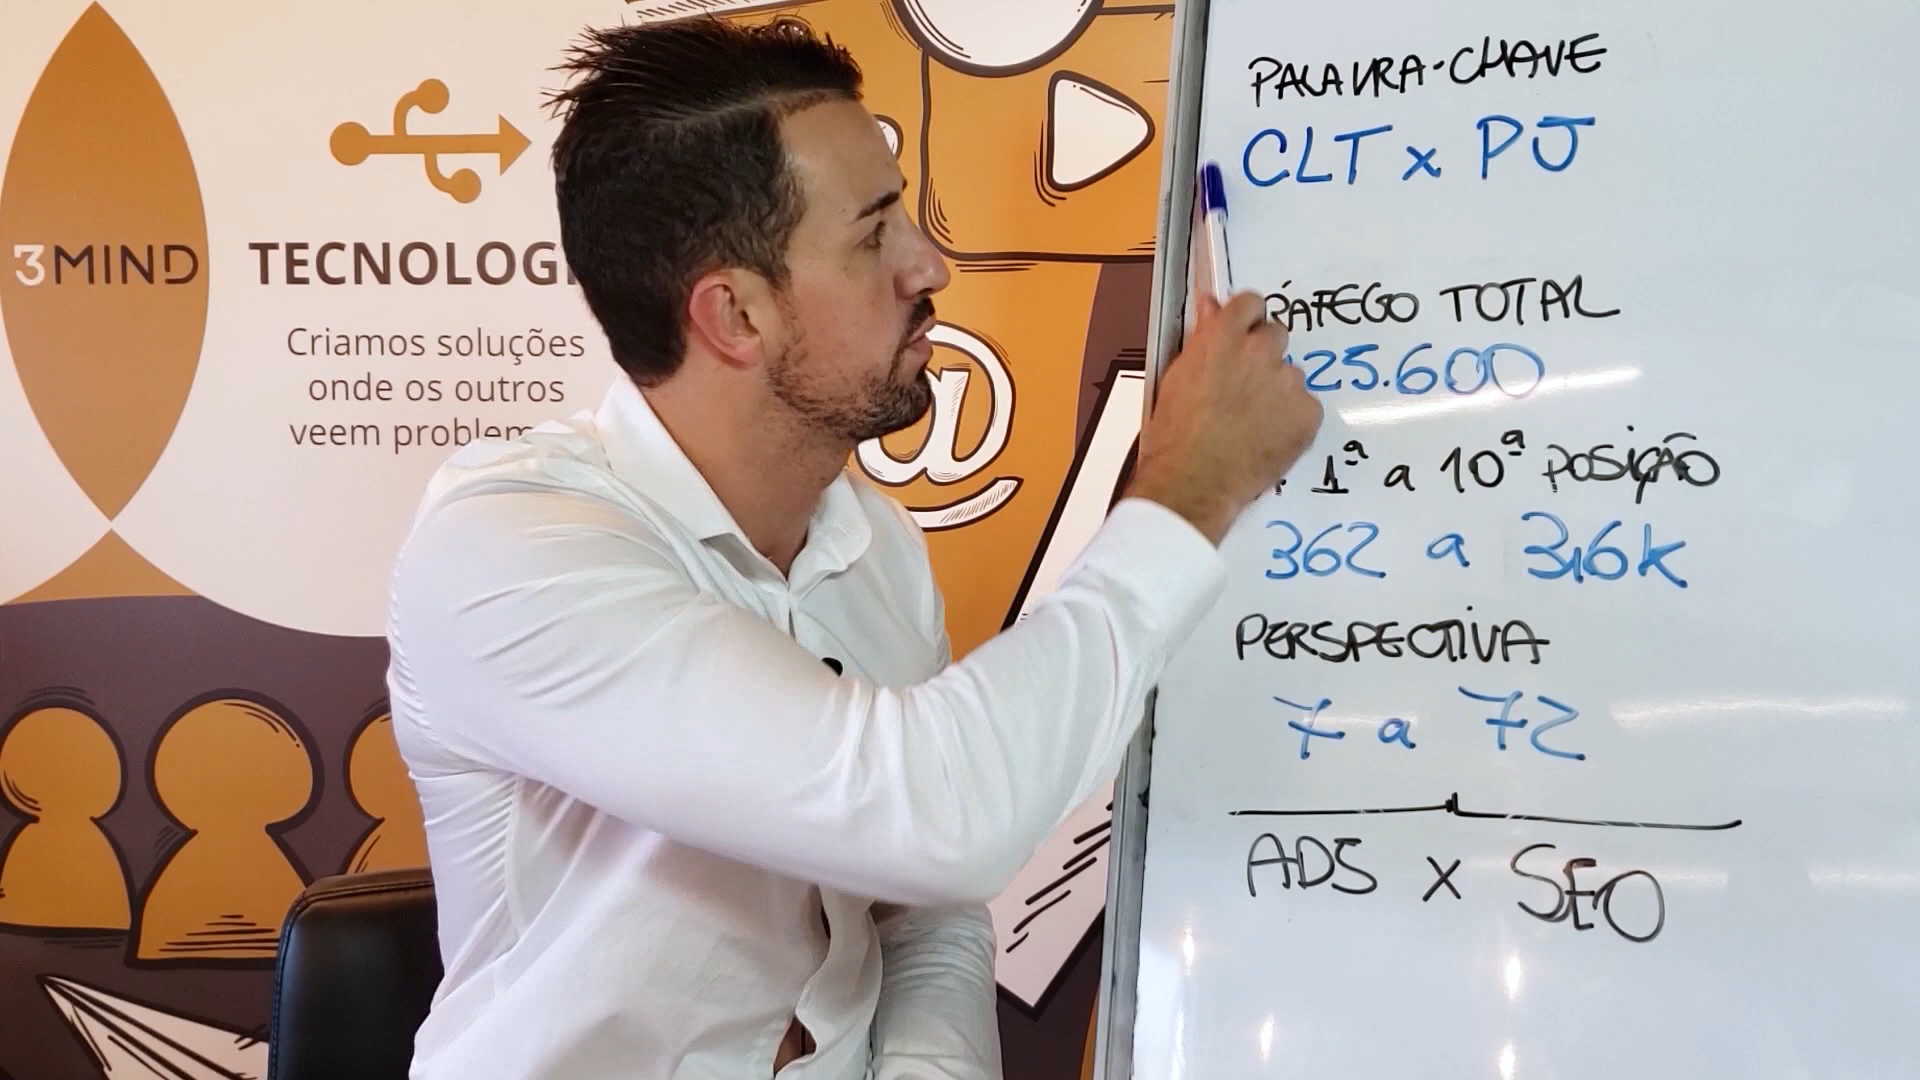 3MIND
TECNOLOGI
Criamos soluções
onde os outros
veem problem
@
PALAVRA-CHAVE
CLT x PJ
RÁFEGO TOTAL
25.600
1ª a 10ª POSIÇÃO
362 a 3,6k
PERSPECTIVA
7 a 72
ADS x SEO